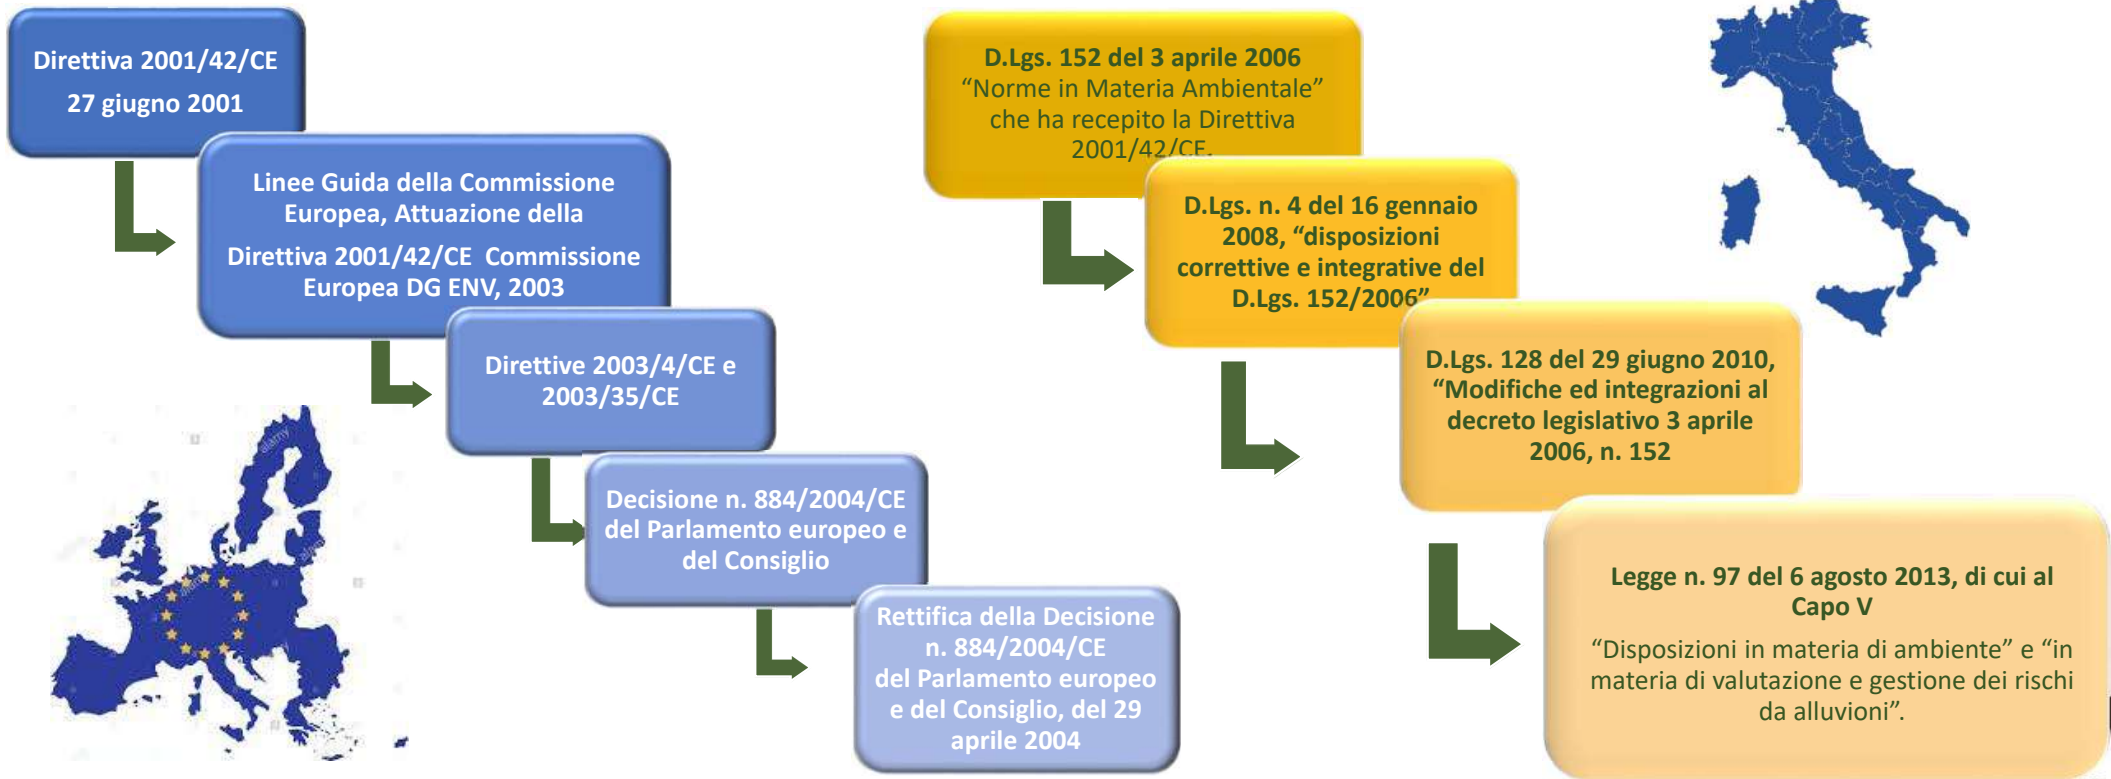 Direttiva 2001/42/CE
27 giugno 2001
Linee Guida della Commissione
Europea, Attuazione della
Direttiva 2001/42/CE Commissione
Europea DG ENV, 2003
Direttive 2003/4/CE e
2003/35/CE
Decisione n. 884/2004/CE
del Parlamento europeo e
del Consiglio
Rettifica della Decisione
n. 884/2004/CE
del Parlamento europeo
e del Consiglio, del 29
aprile 2004
alamy
alamy
D.Lgs. 152 del 3 aprile 2006
“Norme in Materia Ambientale”
che ha recepito la Direttiva
2001/42/CE.
D.Lgs. n. 4 del 16 gennaio
2008, “disposizioni
correttive e integrative del
D.Lgs. 152/2006”
D.Lgs. 128 del 29 giugno 2010,
“Modifiche ed integrazioni al
decreto legislativo 3 aprile
2006, n. 152
Legge n. 97 del 6 agosto 2013, di cui al
Capo V
“Disposizioni in materia di ambiente” e “in
materia di valutazione e gestione dei rischi
da alluvioni”.